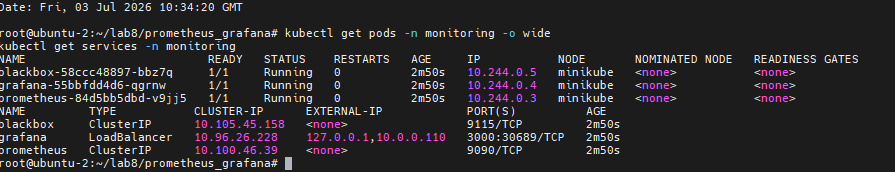 Date: Fri, 03 Jul 2026 10:34:20 GMT
root@ubuntu-2:~/lab8/prometheus_grafana# kubectl get pods -n monitoring -o wide
kubectl get services -n monitoring
NAME READY STATUS RESTARTS AGE IP NODE NOMINATED NODE READINESS GATES
blackbox-58ccc48897-bbz7q 1/1 Running 0 2m50s 10.244.0.5 minikube <none> <none>
grafana-55bbfdd4d6-qgrnw 1/1 Running 0 2m50s 10.244.0.4 minikube <none> <none>
prometheus-84d5bb5dbd-v9jj5 1/1 Running 0 2m50s 10.244.0.3 minikube <none> <none>
NAME TYPE CLUSTER-IP EXTERNAL-IP PORT(S) AGE
blackbox ClusterIP 10.105.45.158 <none> 9115/TCP 2m50s
grafana LoadBalancer 10.96.26.228 127.0.0.1,10.0.0.110 3000:30689/TCP 2m50s
prometheus ClusterIP 10.100.46.39 <none> 9090/TCP 2m50s
root@ubuntu-2:~/lab8/prometheus_grafana#